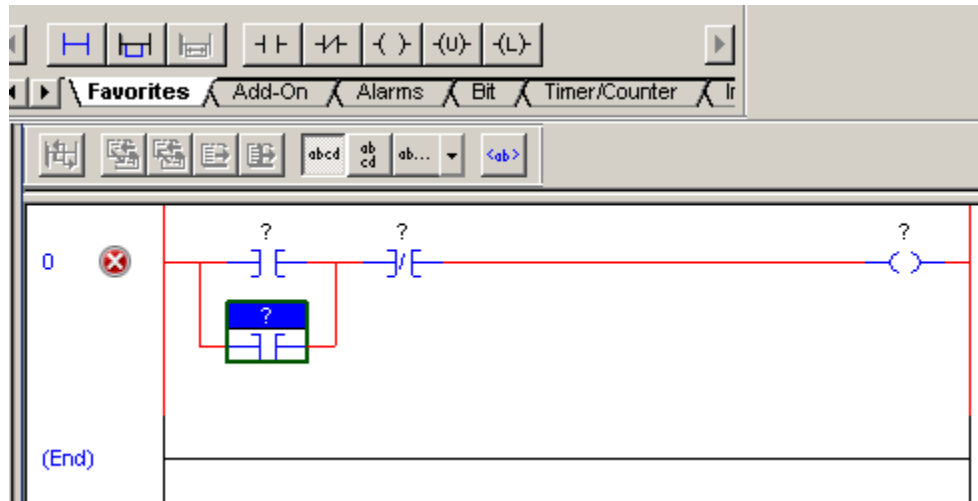 (U) (L)
Favorites Add-On Alarms Bit Timer/Counter
abcd ab cd ab... <ab>
? ? ?
0
?
(End)